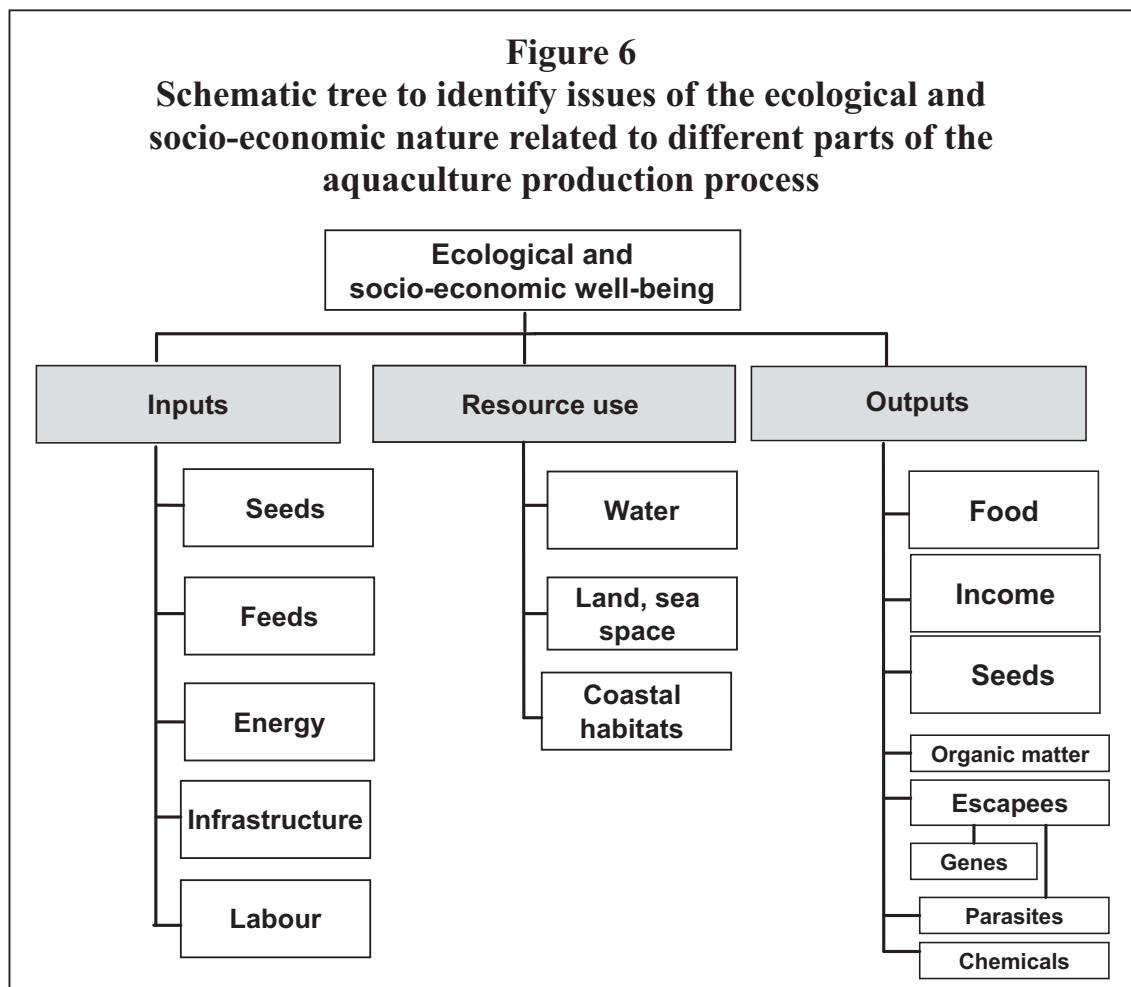 Figure 6
Schematic tree to identify issues of the ecological and
socio-economic nature related to different parts of the
aquaculture production process
Ecological and
socio-economic well-being
Inputs
Resource use
Outputs
Seeds
Feeds
Energy
Infrastructure
Labour
Water
Land, sea
space
Coastal
habitats
Food
Income
Seeds
Organic matter
Escapees
Genes
Parasites
Chemicals